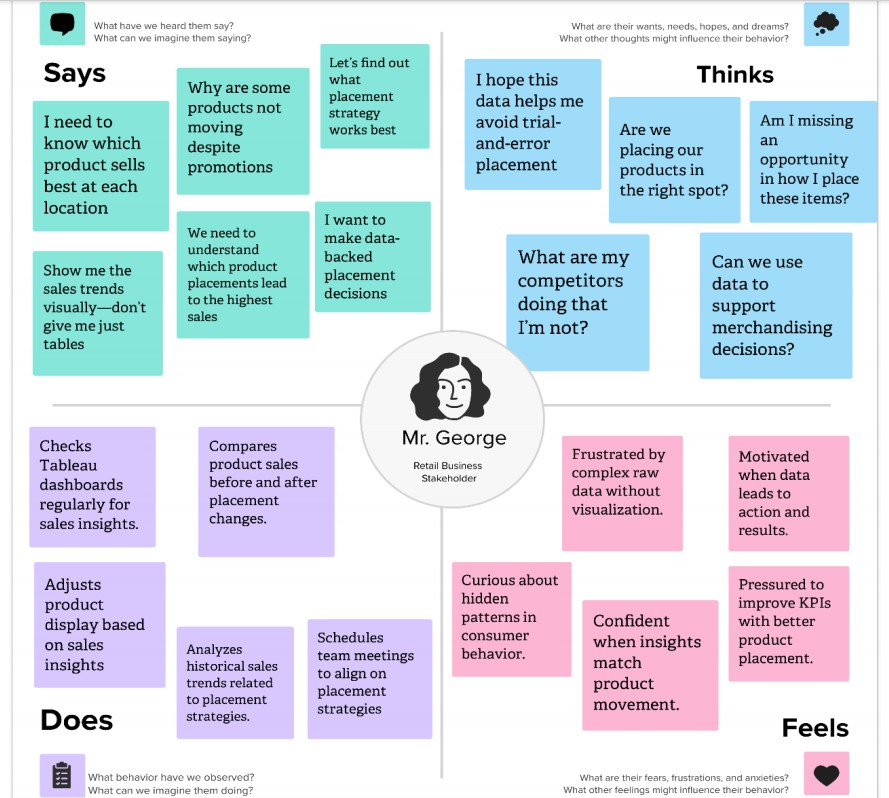 What have we heard them say?
What can we imagine them saying?
Says
I need to
know which
product sells
best at each
location
Why are some
products not
moving
despite
promotions
Let's find out
what
placement
strategy
works best
Show me the
sales trends
visually—don't
give me just
tables
We need to
understand
which product
placements lead
to the highest
sales
I want to
make data-
backed
placement
decisions
What are their wants, needs, hopes, and dreams?
What other thoughts might influence their behavior?
Thinks
I hope this
data helps me
avoid trial-
and-error
placement
Are we
placing our
products in
the right spot?
Am I missing
an
opportunity
in how I place
these items?
What are my
competitors
doing that
I'm not?
Can we use
data to
support
merchandising
decisions?
Mr. George
Retail Business
Stakeholder
Checks
Tableau
dashboards
regularly for
sales insights.
Compares
product sales
before and after
placement
changes.
Adjusts
product
display based
on sales
insights
Analyzes
historical sales
trends related
to placement
strategies.
Schedules
team meetings
to align on
placement
strategies
Does
What behavior have we observed?
What can we imagine them doing?
Frustrated by
complex raw
data without
visualization.
Motivated
when data
leads to
action and
results.
Curious about
hidden
patterns in
consumer
behavior.
Confident
when insights
match
product
movement.
Pressured to
improve KPIs
with better
product
placement.
Feels
What are their fears, frustrations, and anxieties?
What other feelings might influence their behavior?